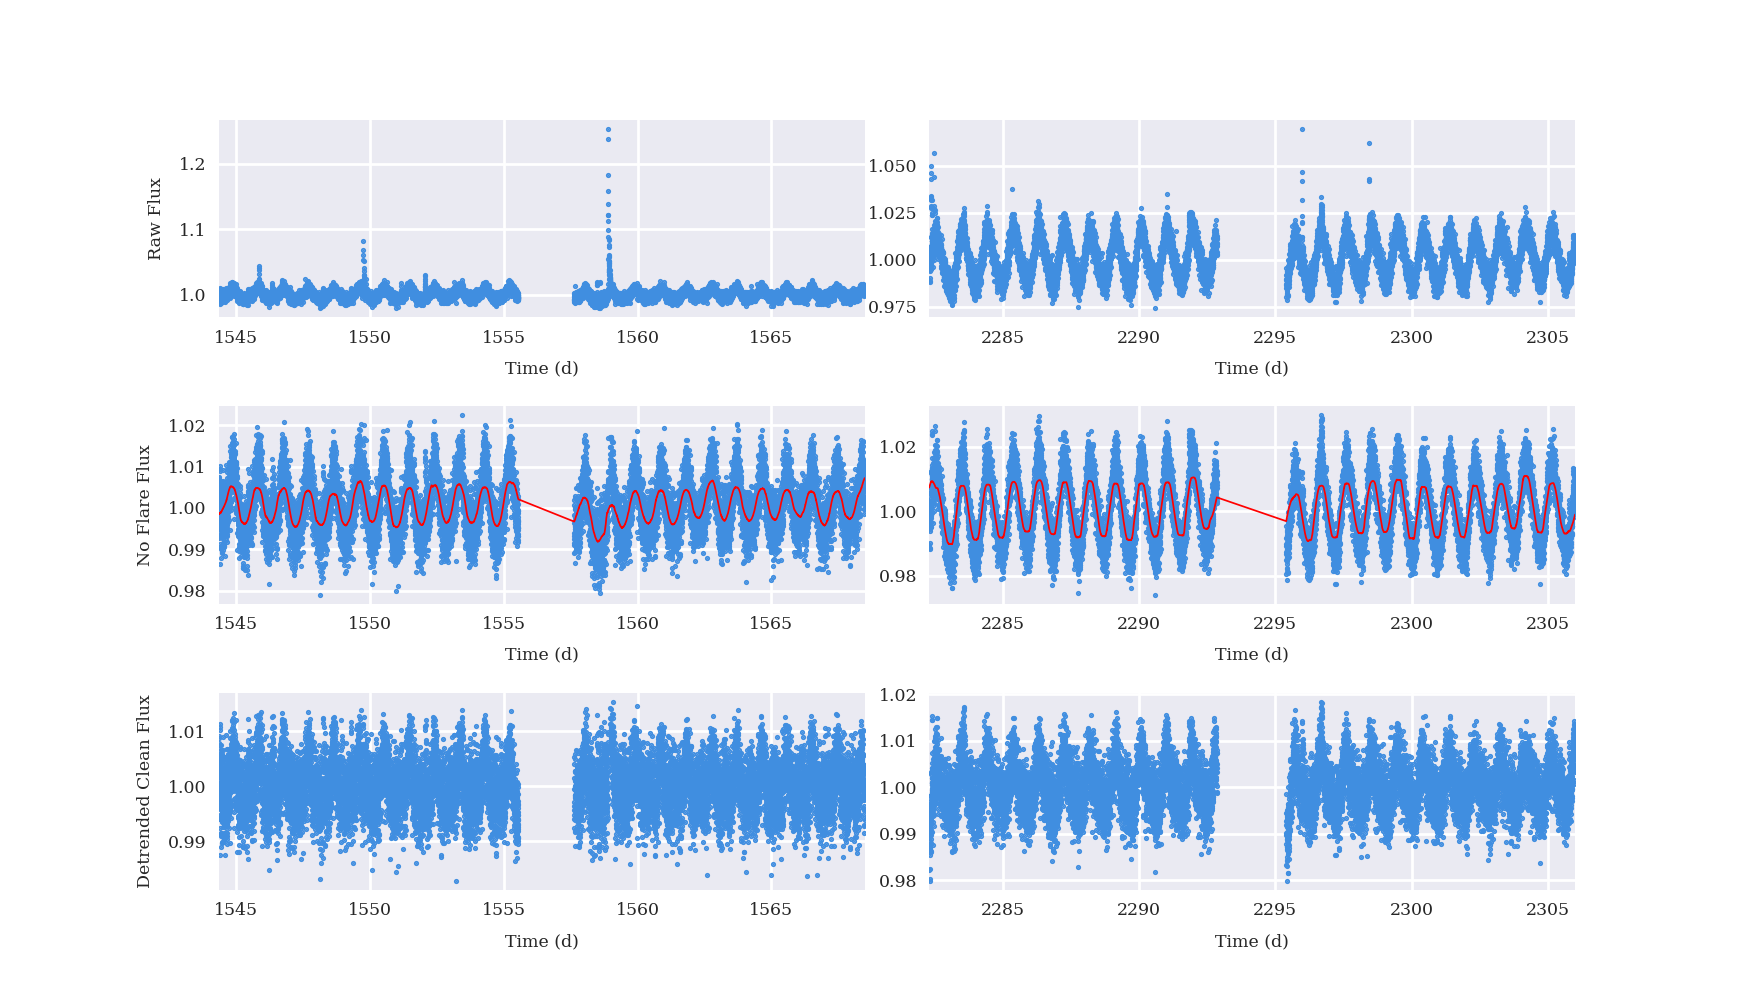 Raw Flux
1.2
1.1
1.0
1545 1550 1555 1560 1565
Time (d)
1.050
1.025
1.000
0.975
2285 2290 2295 2300 2305
Time (d)
No Flare Flux
1.02
1.01
1.00
0.99
0.98
1545 1550 1555 1560 1565
Time (d)
1.02
1.00
0.98
2285 2290 2295 2300 2305
Time (d)
Detrended Clean Flux
1.01
1.00
0.99
1545 1550 1555 1560 1565
Time (d)
1.02
1.01
1.00
0.99
0.98
2285 2290 2295 2300 2305
Time (d)